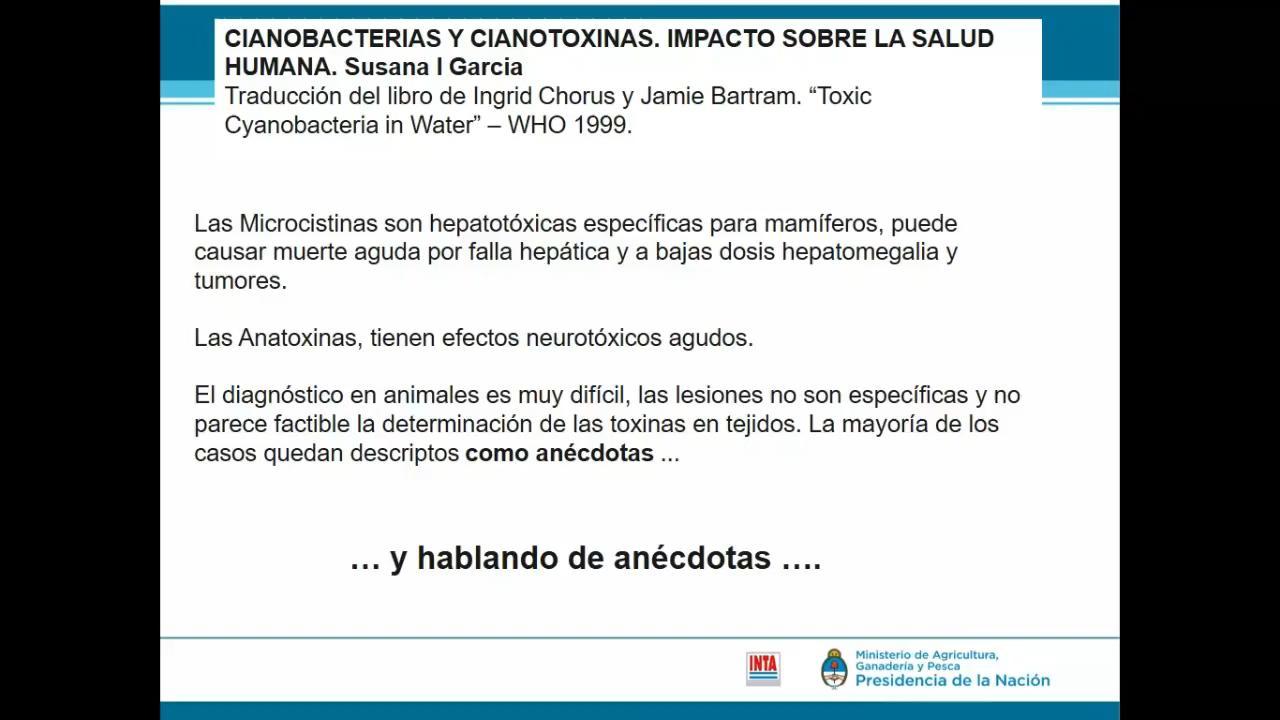 CIANOBACTERIAS Y CIANOTOXINAS. IMPACTO SOBRE LA SALUD
HUMANA. Susana I Garcia
Traducción del libro de Ingrid Chorus y Jamie Bartram. “Toxic
Cyanobacteria in Water” – WHO 1999.
Las Microcistinas son hepatotóxicas específicas para mamíferos, puede
causar muerte aguda por falla hepática y a bajas dosis hepatomegalia y
tumores.
Las Anatoxinas, tienen efectos neurotóxicos agudos.
El diagnóstico en animales es muy difícil, las lesiones no son específicas y no
parece factible la determinación de las toxinas en tejidos. La mayoría de los
casos quedan descriptos como anécdotas ...
… y hablando de anécdotas ….
INTA
Ministerio de Agricultura,
Ganadería y Pesca
Presidencia de la Nación